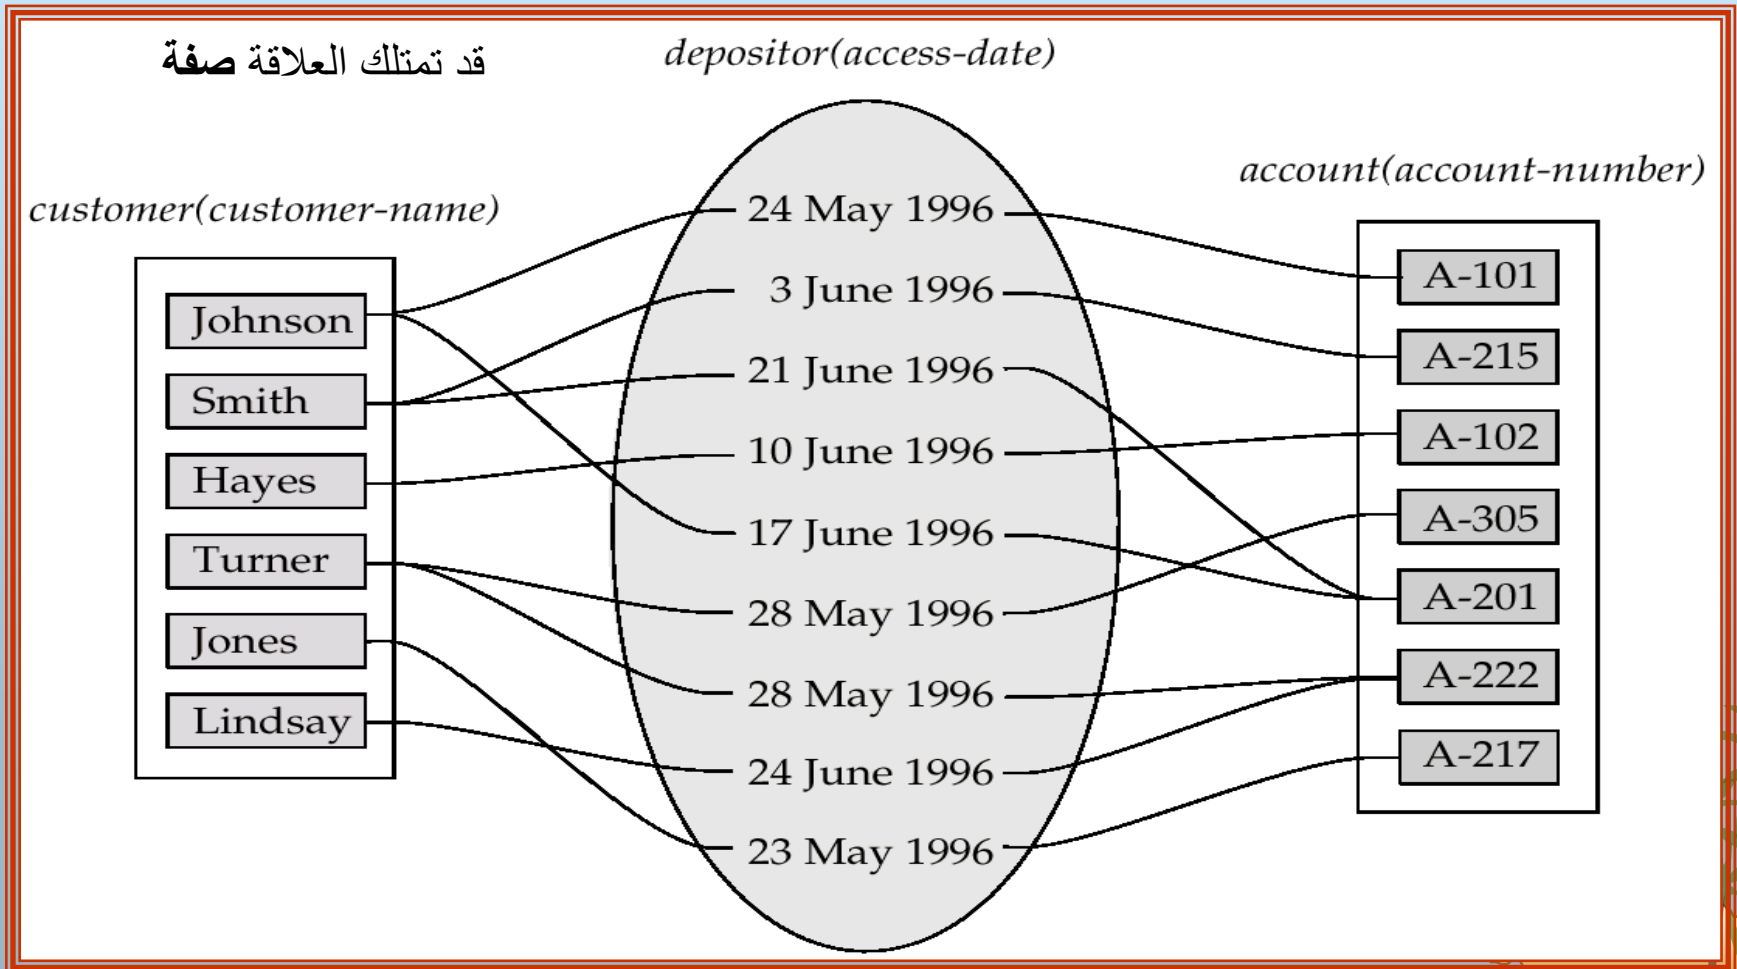 قد تمتلك العلاقة صفة
depositor(access-date)
customer(customer-name)
account(account-number)
Johnson
Smith
Hayes
Turner
Jones
Lindsay
24 May 1996
3 June 1996
21 June 1996
10 June 1996
17 June 1996
28 May 1996
28 May 1996
24 June 1996
23 May 1996
A-101
A-215
A-102
A-305
A-201
A-222
A-217